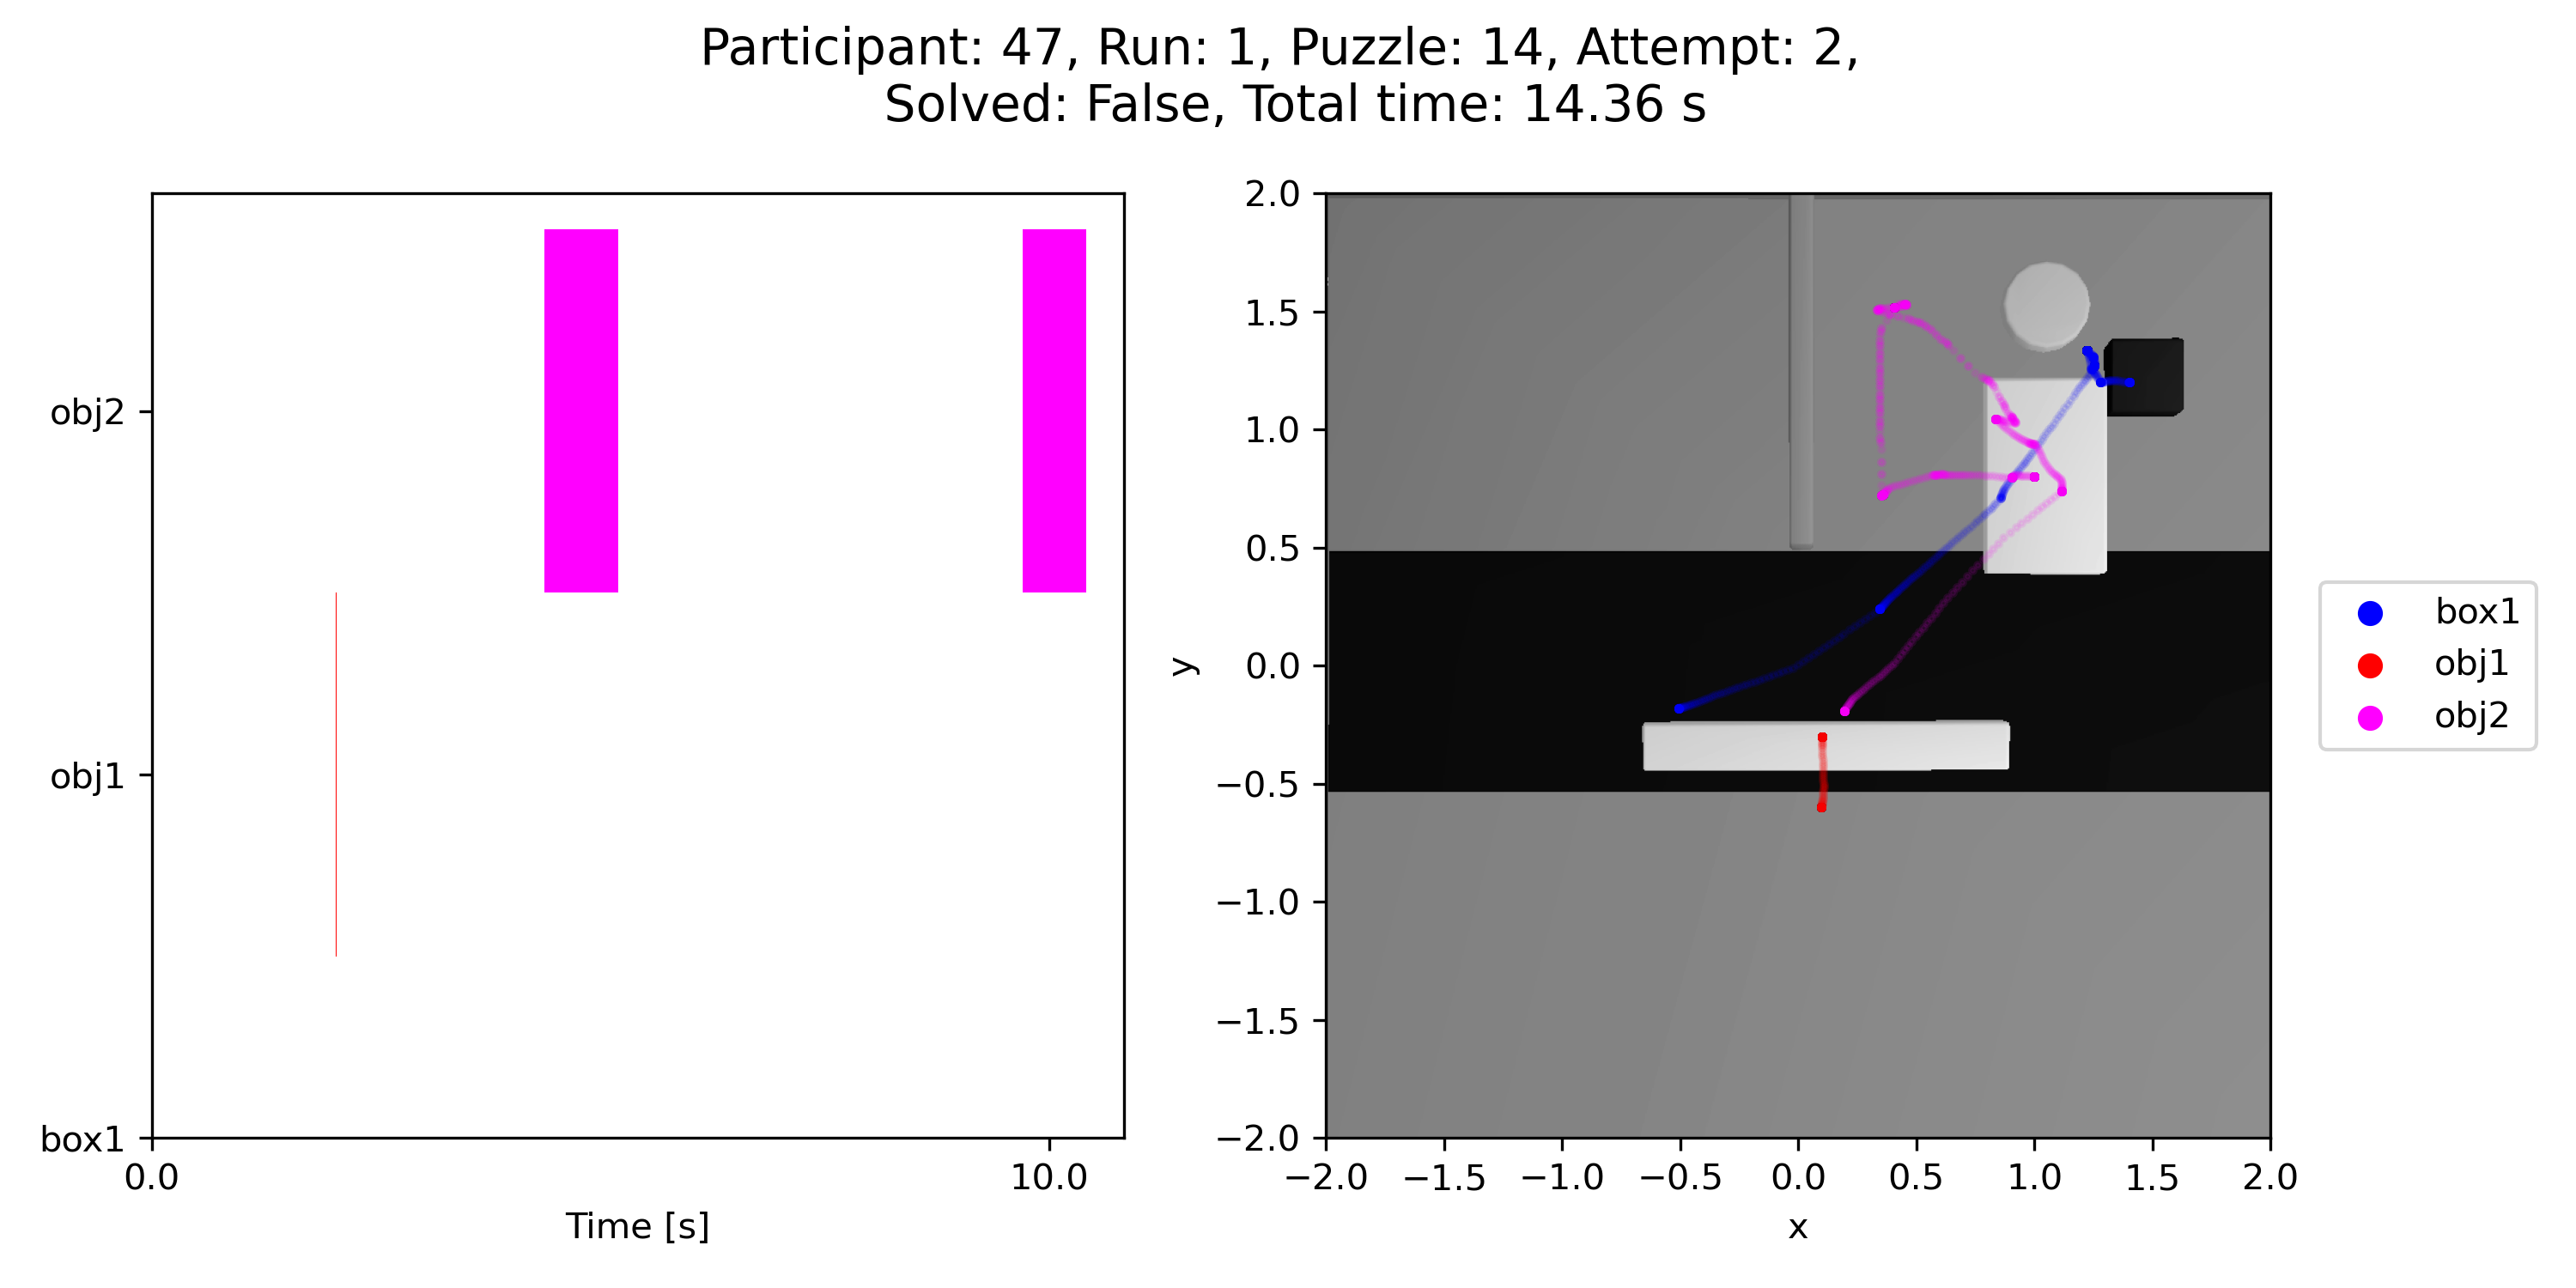 Participant: 47, Run: 1, Puzzle: 14, Attempt: 2,
Solved: False, Total time: 14.36 s
obj2
obj1
box1
0.0
10.0
Time [s]
y
2.0
1.5
1.0
0.5
0.0
−0.5
−1.0
−1.5
−2.0
−2.0
−1.5
−1.0
−0.5
0.0
0.5
1.0
1.5
2.0
x
box1
obj1
obj2